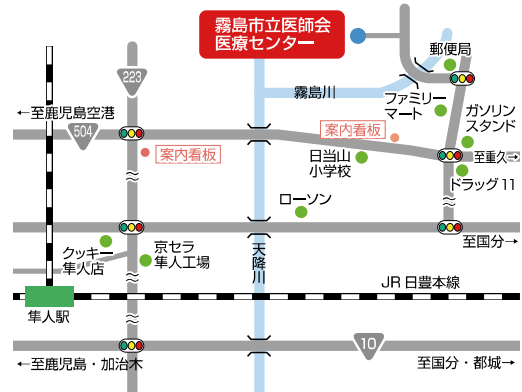 霧島市立医師会
医療センター
郵便局
223
霧島川
ファミリー
マート
←至鹿児島空港
504
ガソリン
スタンド
案内看板
案内看板
日当山
小学校
至重久→
ドラッグ11
ローソン
至国分→
クッキー
隼人店
京セラ
隼人工場
天降川
JR日豊本線
隼人駅
10
←至鹿児島・加治木
至国分・都城→